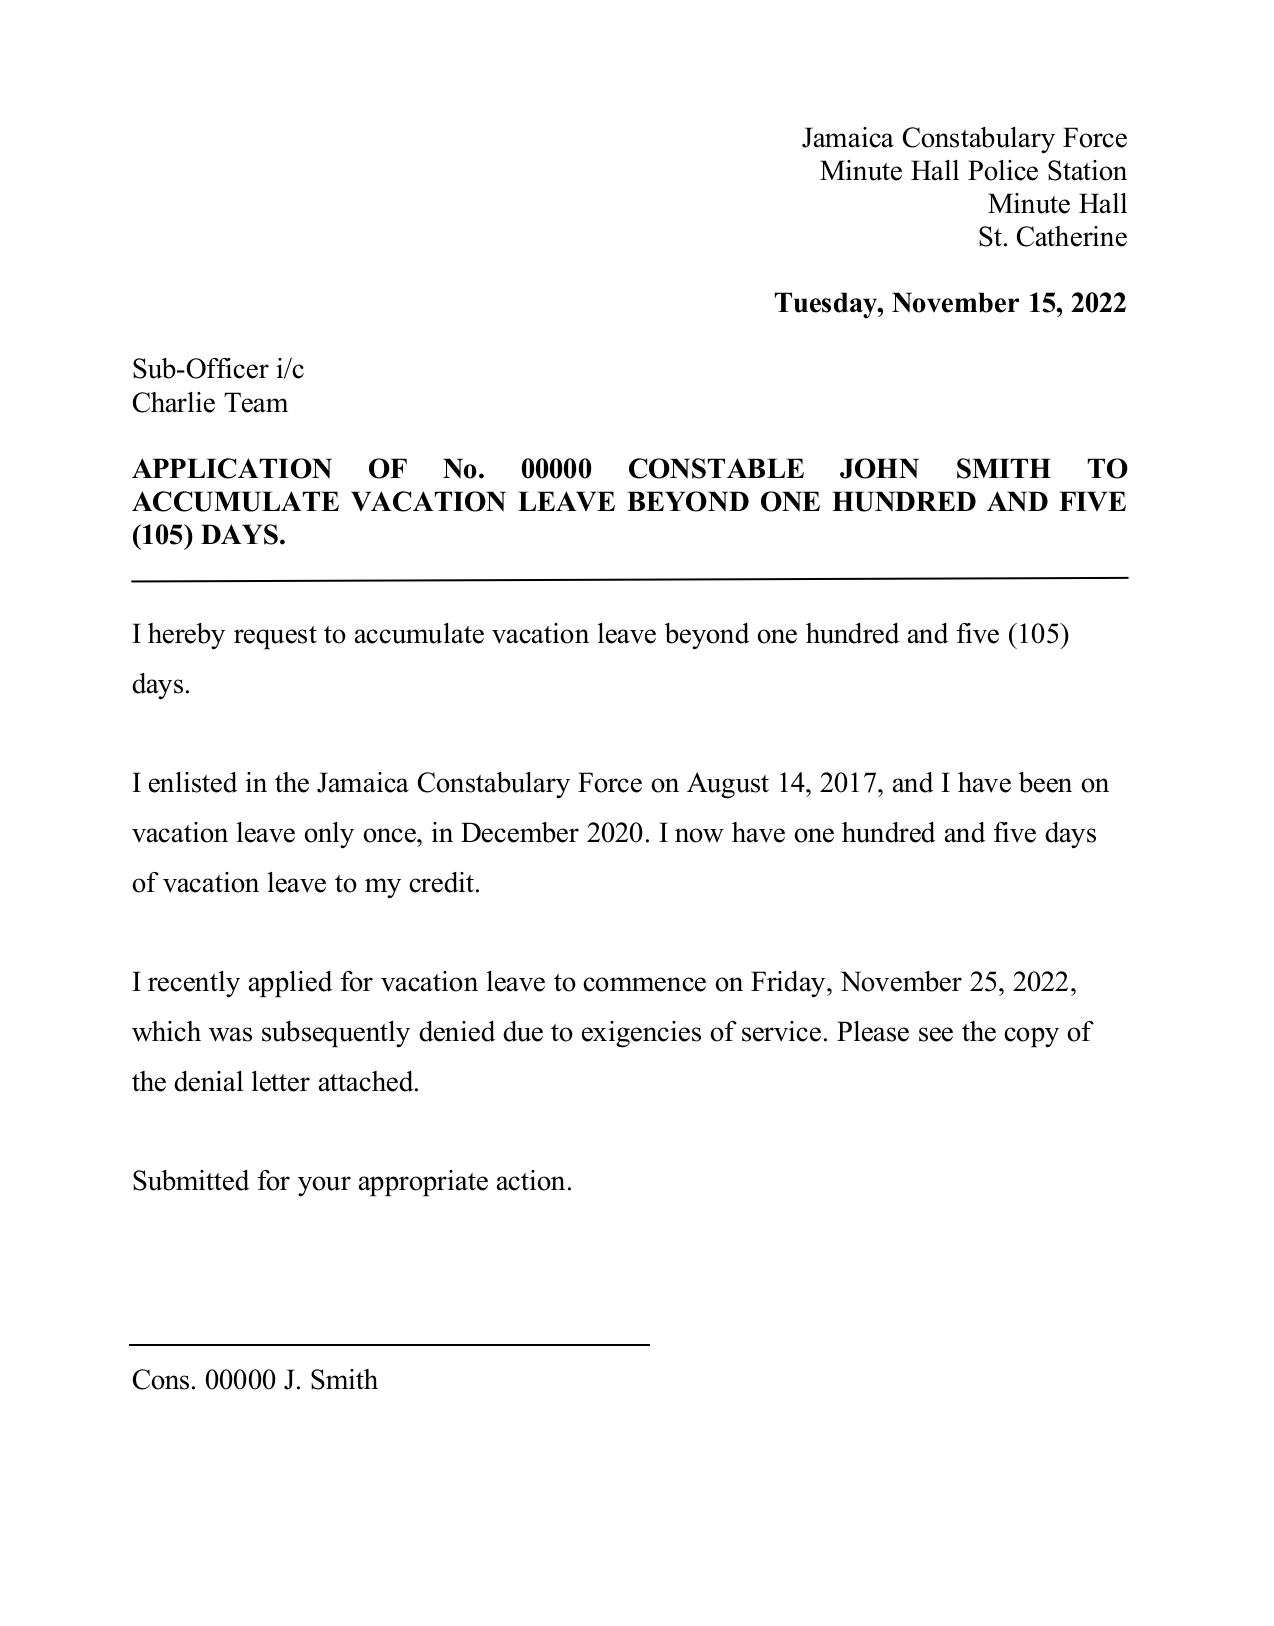 Jamaica Constabulary Force
Minute Hall Police Station
Minute Hall
St. Catherine
Tuesday, November 15, 2022
Sub-Officer i/c
Charlie Team
APPLICATION OF No. 00000 CONSTABLE JOHN SMITH TO
ACCUMULATE VACATION LEAVE BEYOND ONE HUNDRED AND FIVE
(105) DAYS.
I hereby request to accumulate vacation leave beyond one hundred and five (105)
days.
I enlisted in the Jamaica Constabulary Force on August 14, 2017, and I have been on
vacation leave only once, in December 2020. I now have one hundred and five days
of vacation leave to my credit.
I recently applied for vacation leave to commence on Friday, November 25, 2022,
which was subsequently denied due to exigencies of service. Please see the copy of
the denial letter attached.
Submitted for your appropriate action.
Cons. 00000 J. Smith